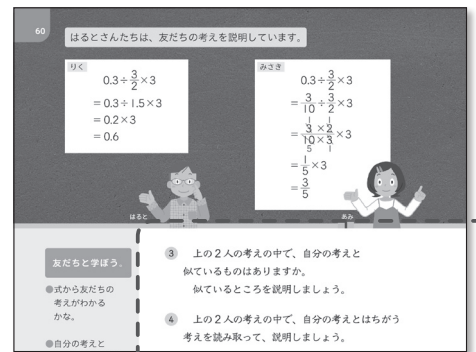 60
はるとさんたちは、友だちの考えを説明しています。
りく
0.3÷3/2×3
=0.3÷1.5×3
=0.2×3
=0.6
みさき
0.3÷3/2×3
=3/10÷3/2×3
=3×2/10×3×3
1 1
5 1
=1/5×3
=3/5
はると
あみ
友だちと学ぼう.
●式から友だちの
考えがわかる
かな。
●自分の考えと
3 上の2人の考えの中で、自分の考えと
似ているものはありますか。
似ているところを説明しましょう。
4 上の2人の考えの中で、自分の考えとはちがう
考えを読み取って、説明しましょう。